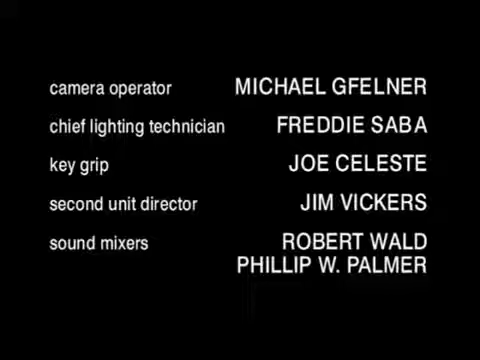 camera operator MICHAEL GFELNER
chief lighting technician FREDDIE SABA
key grip JOE CELESTE
second unit director JIM VICKERS
sound mixers ROBERT WALD
PHILLIP W. PALMER